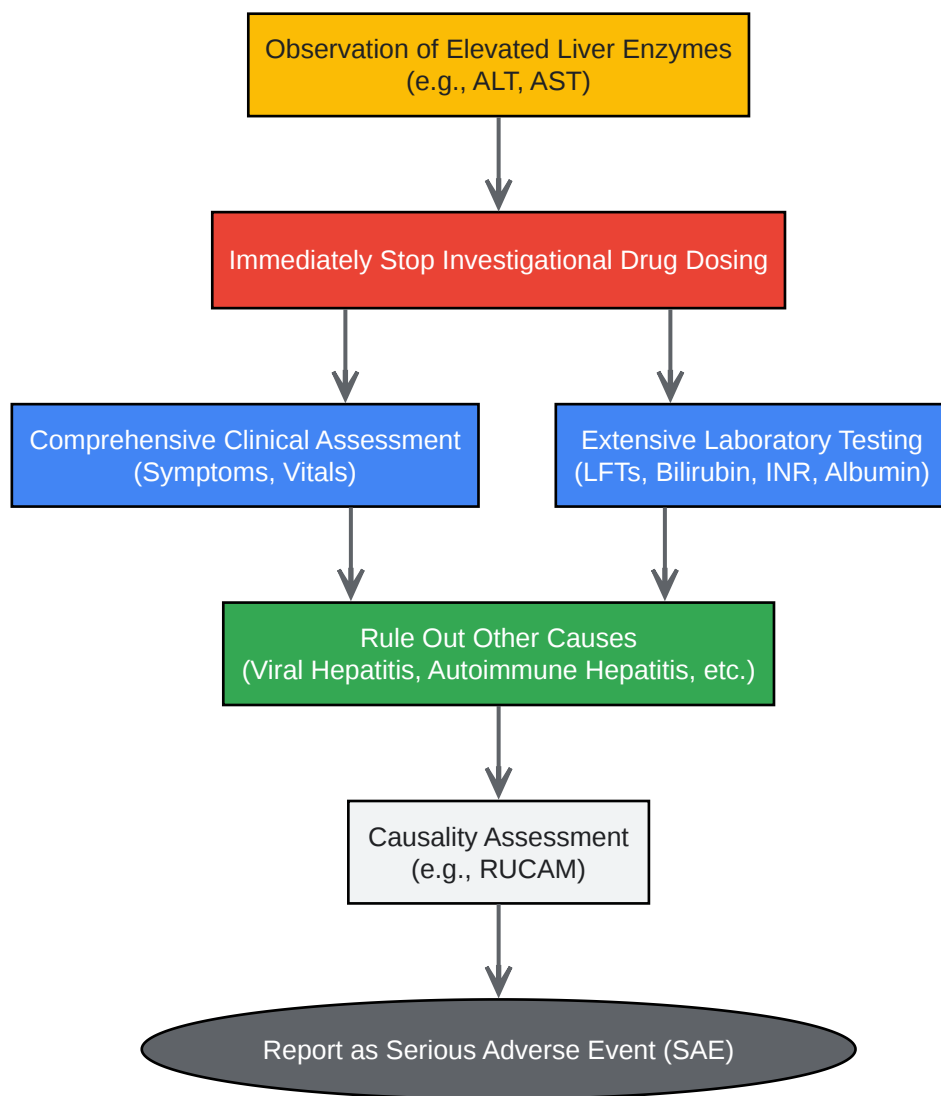 Observation of Elevated Liver Enzymes
(e.g., ALT, AST)
Immediately Stop Investigational Drug Dosing
Comprehensive Clinical Assessment
(Symptoms, Vitals)
Extensive Laboratory Testing
(LFTs, Bilirubin, INR, Albumin)
Rule Out Other Causes
(Viral Hepatitis, Autoimmune Hepatitis, etc.)
Causality Assessment
(e.g., RUCAM)
Report as Serious Adverse Event (SAE)